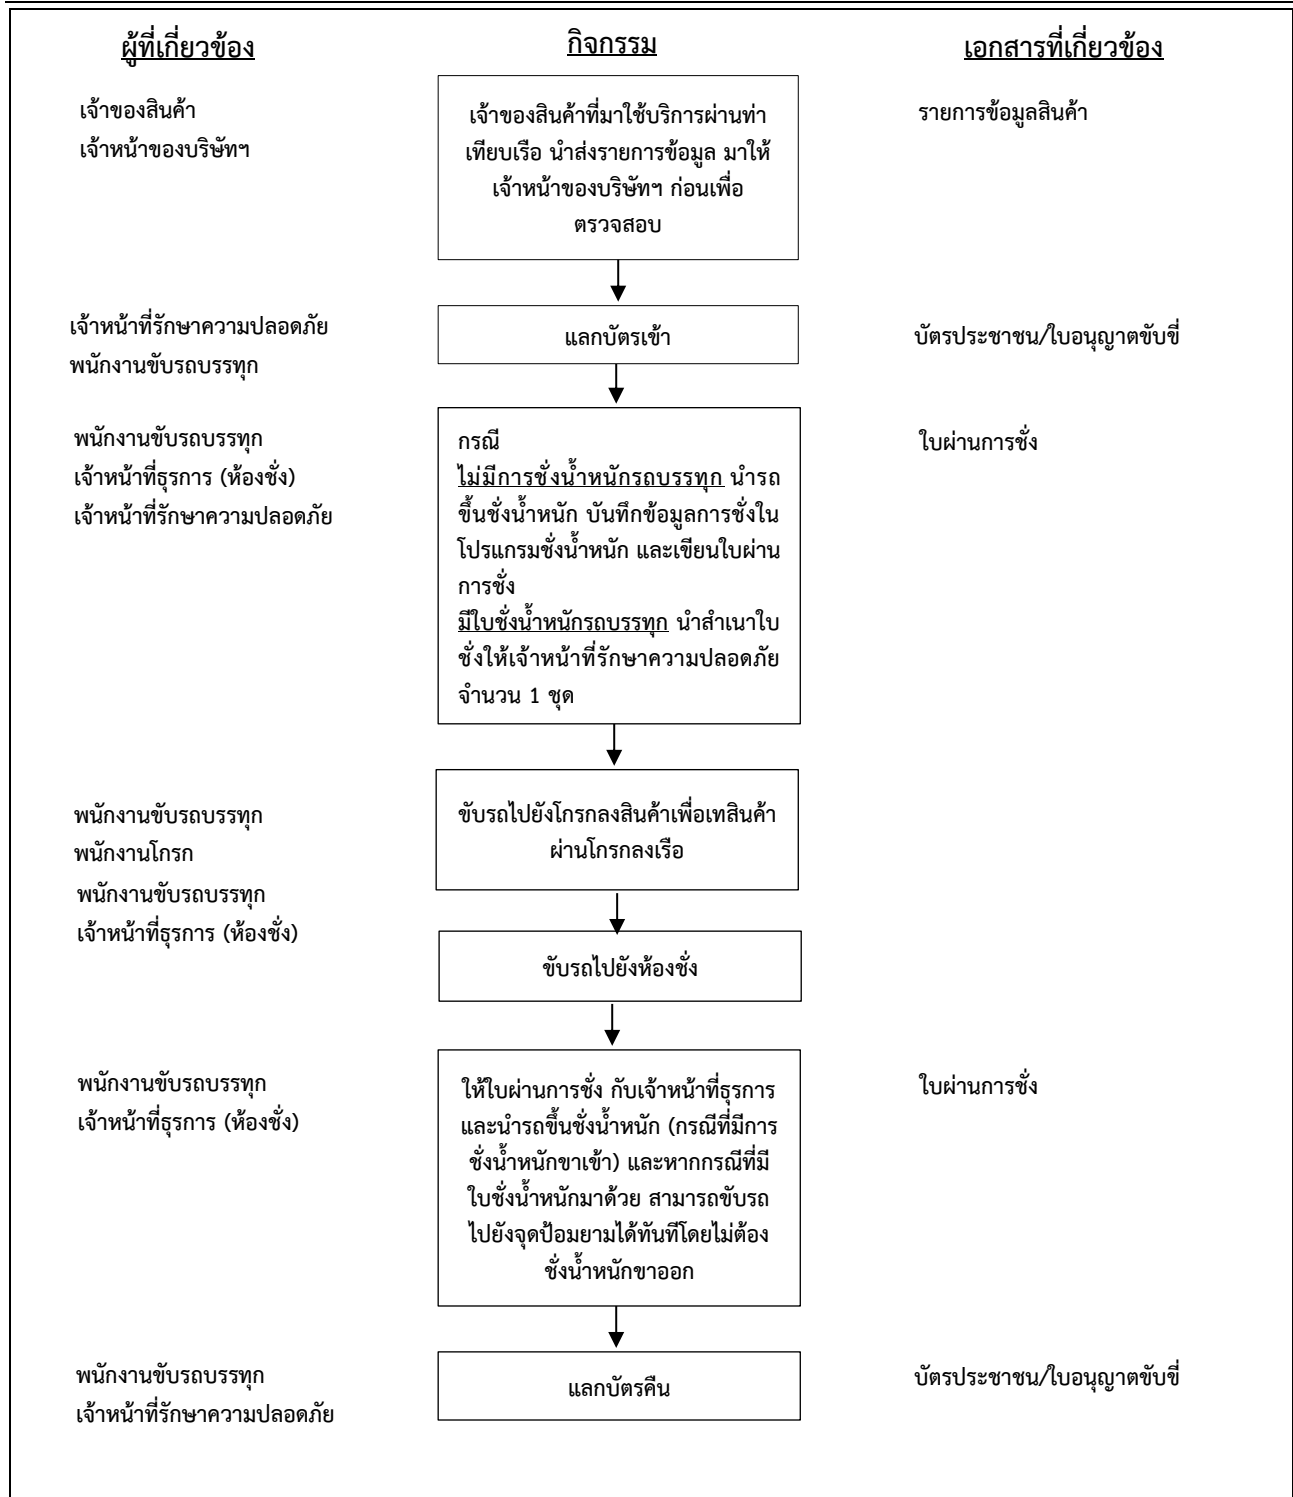 ผู้ที่เกี่ยวข้อง
กิจกรรม
เอกสารที่เกี่ยวข้อง
เจ้าของสินค้า
เจ้าหน้าของบริษัทฯ
เจ้าของสินค้าที่มาใช้บริการผ่านท่า
เทียบเรือ นำส่งรายการข้อมูล มาให้
เจ้าหน้าของบริษัทฯ ก่อนเพื่อ
ตรวจสอบ
รายการข้อมูลสินค้า
เจ้าหน้าที่รักษาความปลอดภัย
พนักงานขับรถบรรทุก
แลกบัตรเข้า
บัตรประชาชน/ใบอนุญาตขับขี่
พนักงานขับรถบรรทุก
เจ้าหน้าที่ธุรการ (ห้องชั่ง)
เจ้าหน้าที่รักษาความปลอดภัย
กรณี
ไม่มีการชั่งน้ำหนักรถบรรทุก นำรถ
ขึ้นชั่งน้ำหนัก บันทึกข้อมูลการชั่งใน
โปรแกรมชั่งน้ำหนัก และเขียนใบผ่าน
การชั่ง
มีใบชั่งน้ำหนักรถบรรทุก นำสำเนาใบ
ชั่งให้เจ้าหน้าที่รักษาความปลอดภัย
จำนวน 1 ชุด
ใบผ่านการชั่ง
พนักงานขับรถบรรทุก
พนักงานโกรก
ขับรถไปยังโกรกลงสินค้าเพื่อเทสินค้า
ผ่านโกรกลงเรือ
พนักงานขับรถบรรทุก
เจ้าหน้าที่ธุรการ (ห้องชั่ง)
ขับรถไปยังห้องชั่ง
พนักงานขับรถบรรทุก
เจ้าหน้าที่ธุรการ (ห้องชั่ง)
ให้ใบผ่านการชั่ง กับเจ้าหน้าที่ธุรการ
และนำรถขึ้นชั่งน้ำหนัก (กรณีที่มีการ
ชั่งน้ำหนักขาเข้า) และหากกรณีที่มี
ใบชั่งน้ำหนักมาด้วย สามารถขับรถ
ไปยังจุดป้อมยามได้ทันทีโดยไม่ต้อง
ชั่งน้ำหนักขาออก
ใบผ่านการชั่ง
พนักงานขับรถบรรทุก
เจ้าหน้าที่รักษาความปลอดภัย
แลกบัตรคืน
บัตรประชาชน/ใบอนุญาตขับขี่